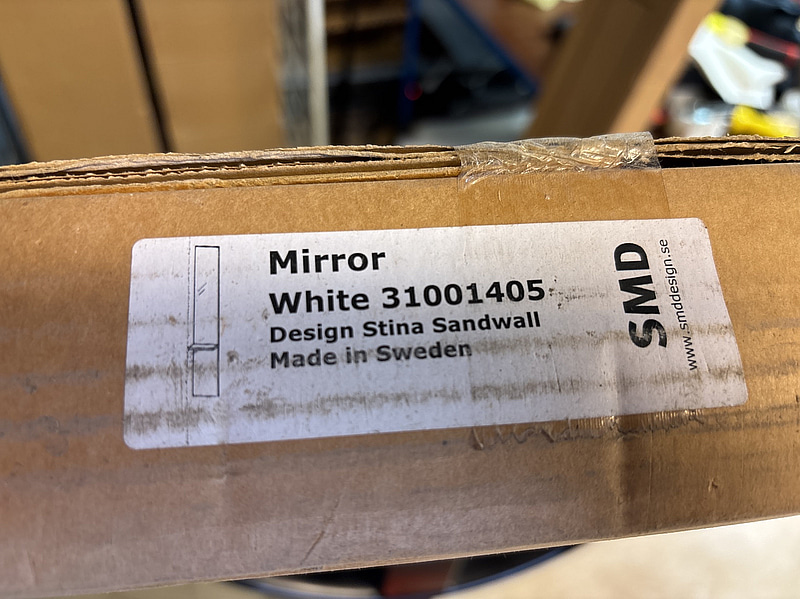 Mirror
White 31001405
Design Stina Sandwall
Made in Sweden
SMD
www.smddesign.se